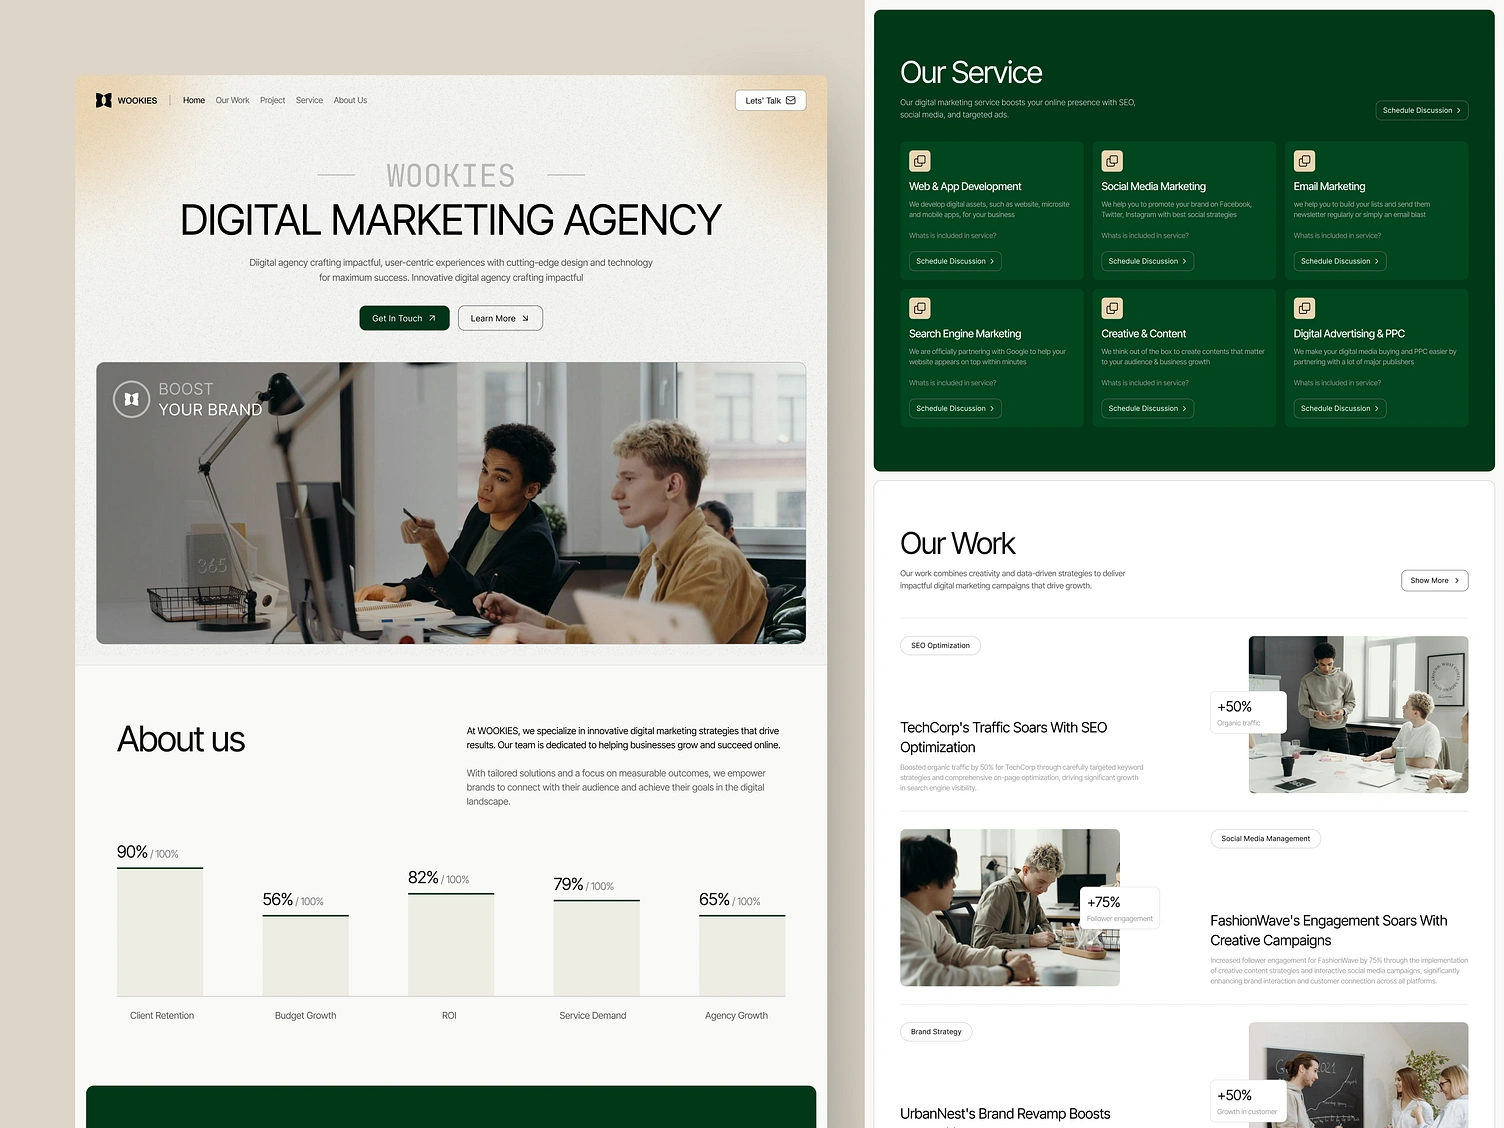 WOOKIES
Home
Our Work
Project
Service
About Us
Lets' Talk
WOOKIES
DIGITAL MARKETING AGENCY
Diigital agency crafting impactful, user-centric experiences with cutting-edge design and technology
for maximum success. Innovative digital agency crafting impactful
Get In Touch
Learn More
BOOST
YOUR BRAND
365
About us
At WOOKIES, we specialize in innovative digital marketing strategies that drive
results. Our team is dedicated to helping businesses grow and succeed online.
With tailored solutions and a focus on measurable outcomes, we empower
brands to connect with their audience and achieve their goals in the digital
landscape.
90% / 100%
56% / 100%
82% / 100%
79% / 100%
65% / 100%
Client Retention
Budget Growth
ROI
Service Demand
Agency Growth
Our Service
Our digital marketing service boosts your online presence with SEO,
social media, and targeted ads.
Schedule Discussion
Web & App Development
We develop digital assets, such as website, microsite
and mobile apps, for your business
Whats is included in service?
Schedule Discussion
Social Media Marketing
We help you to promote your brand on Facebook,
Twitter, Instagram with best social strategies
Whats is included in service?
Schedule Discussion
Email Marketing
we help you to build your lists and send them
newsletter regularly or simply an email blast
Whats is included in service?
Schedule Discussion
Search Engine Marketing
We are officially partnering with Google to help your
website appears on top within minutes
Whats is included in service?
Schedule Discussion
Creative & Content
We think out of the box to create contents that matter
to your audience & business growth
Whats is included in service?
Schedule Discussion
Digital Advertising & PPC
We make your digital media buying and PPC easier by
partnering with a lot of major publishers
Whats is included in service?
Schedule Discussion
Our Work
Our work combines creativity and data-driven strategies to deliver
impactful digital marketing campaigns that drive growth.
Show More
SEO Optimization
TechCorp's Traffic Soars With SEO
Optimization
Boosted organic traffic by 50% for TechCorp through carefully targeted keyword
strategies and comprehensive on-page optimization, driving significant growth
in search engine visibility.
+50%
Organic traffic
+75%
Follower engagement
Social Media Management
FashionWave's Engagement Soars With
Creative Campaigns
Increased follower engagement for FashionWave by 75% through the implementation
of creative content strategies and interactive social media campaigns, significantly
enhancing brand interaction and customer connection across all platforms.
Brand Strategy
UrbanNest's Brand Revamp Boosts
+50%
Growth in customer